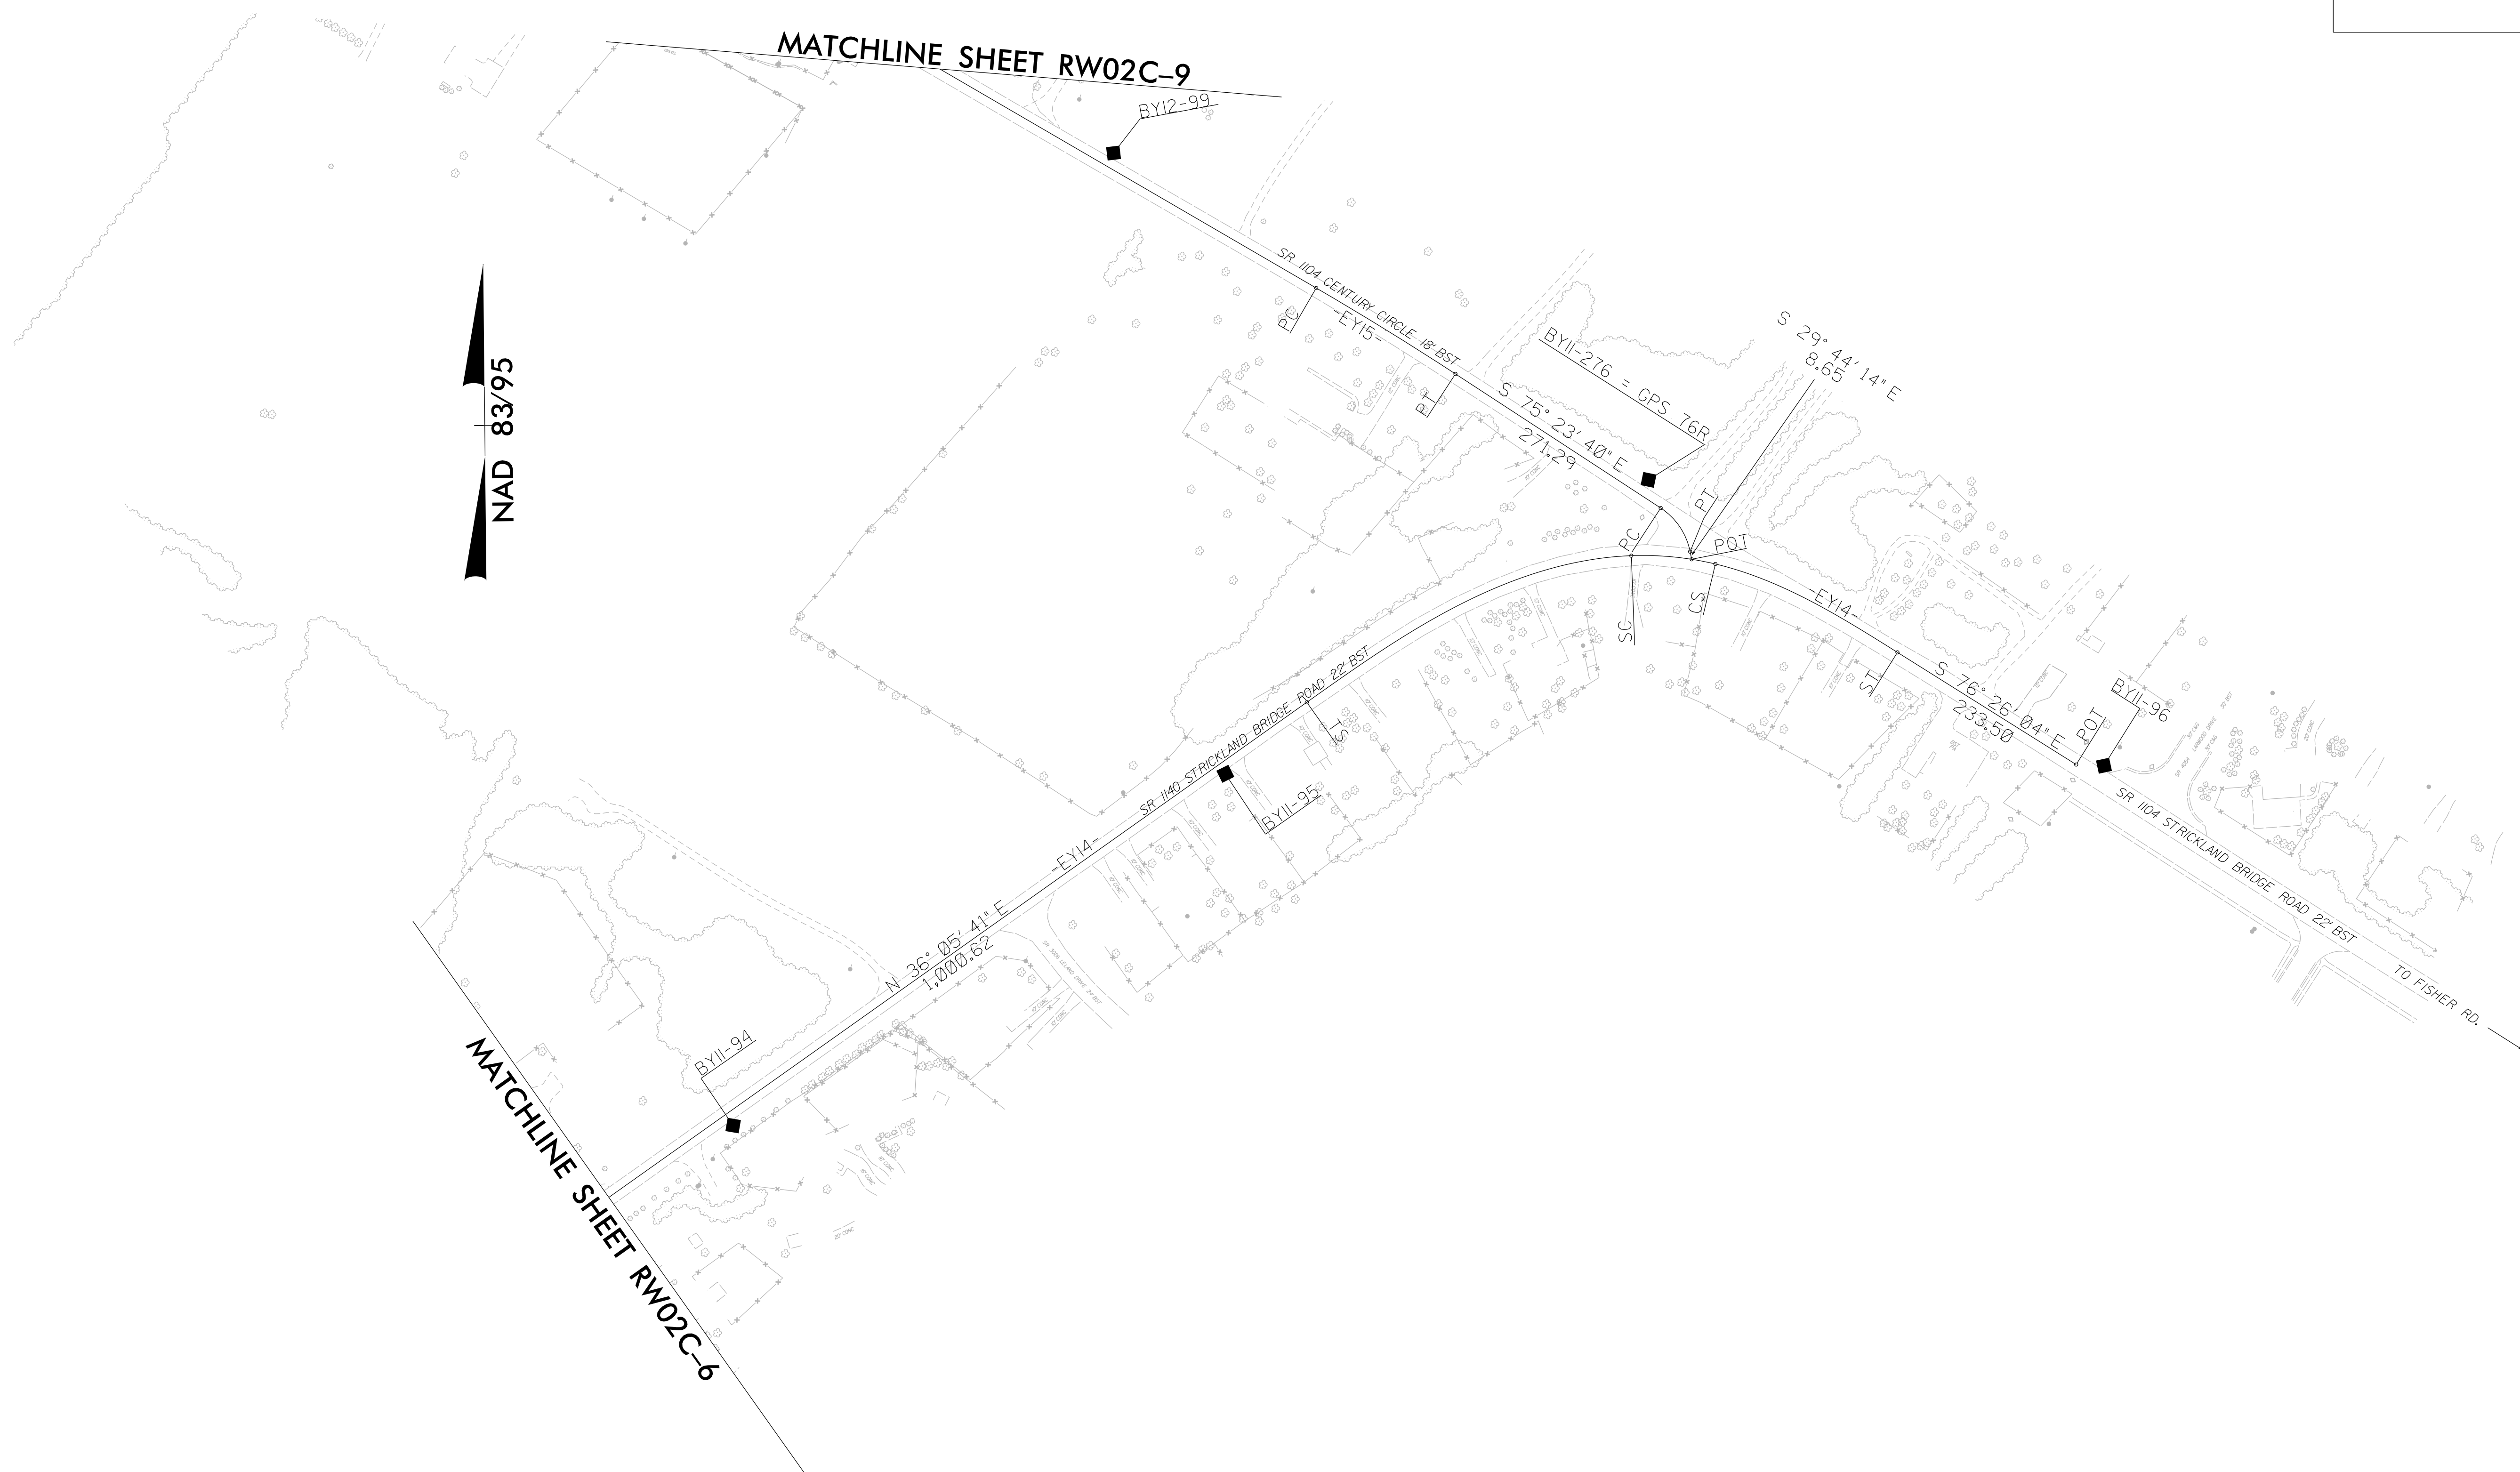 MATCHLINE SHEET RW02C-9
BY12-99
NAD 83/95
SR 1104 CENTURY CIRCLE 18' BST
PC
-EY15-
PT
S 75° 23' 40" E
271.29
BY11-276 = GPS 76R
S 29° 44' 14" E
8.65
PT
PC
POT
SC
CS
-EY14-
ST
S 76° 26' 04" E
233.50
POT
BY11-96
SR 1104 STRICKLAND BRIDGE ROAD 22' BST
TO FISHER RD.
SR 1140 STRICKLAND BRIDGE ROAD 22' BST
TS
BY11-95
-EY14-
N 36° 05' 41" E
1,000.62
BY11-94
MATCHLINE SHEET RW02C-6
20' CONC